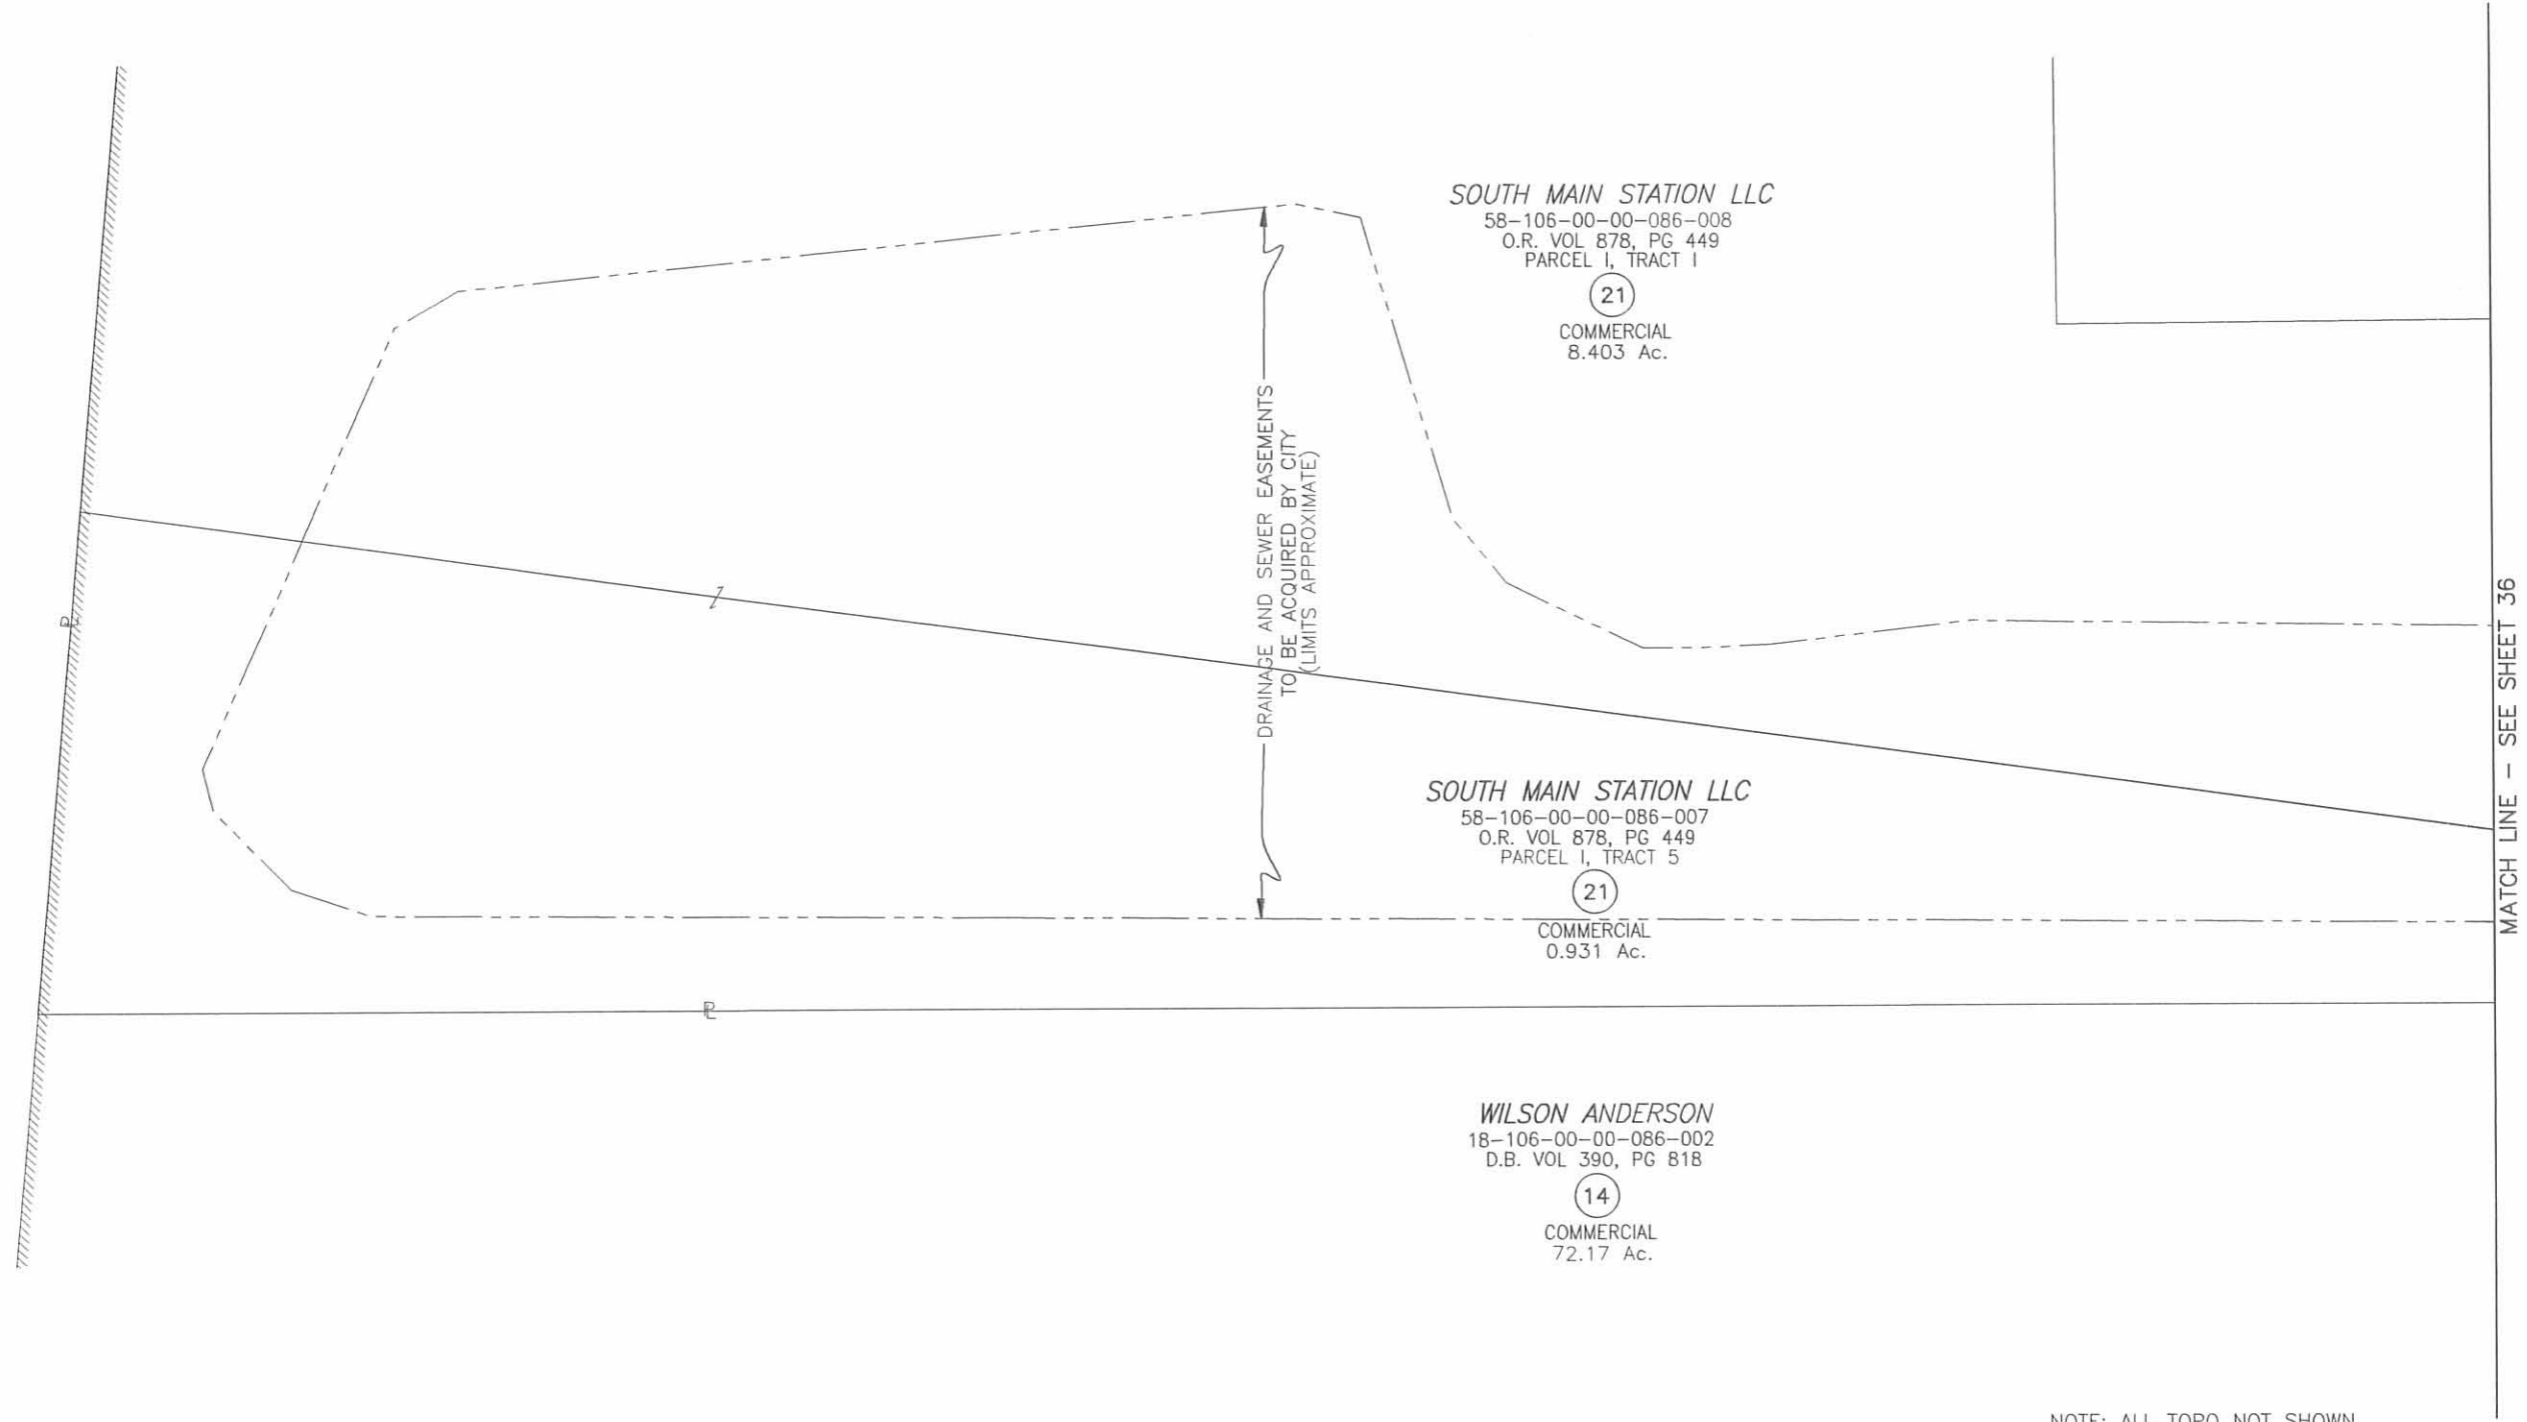 SOUTH MAIN STATION LLC
58-106-00-00-086-008
O.R. VOL 878, PG 449
PARCEL I, TRACT I
21
COMMERCIAL
8.403 Ac.
DRAINAGE AND SEWER EASEMENTS
TO BE ACQUIRED BY CITY
(LIMITS APPROXIMATE)
PL
SOUTH MAIN STATION LLC
58-106-00-00-086-007
O.R. VOL 878, PG 449
PARCEL I, TRACT 5
21
COMMERCIAL
0.931 Ac.
MATCH LINE - SEE SHEET 36
PL
WILSON ANDERSON
18-106-00-00-086-002
D.B. VOL 390, PG 818
14
COMMERCIAL
72.17 Ac.
NOTE: ALL TOPO NOT SHOWN